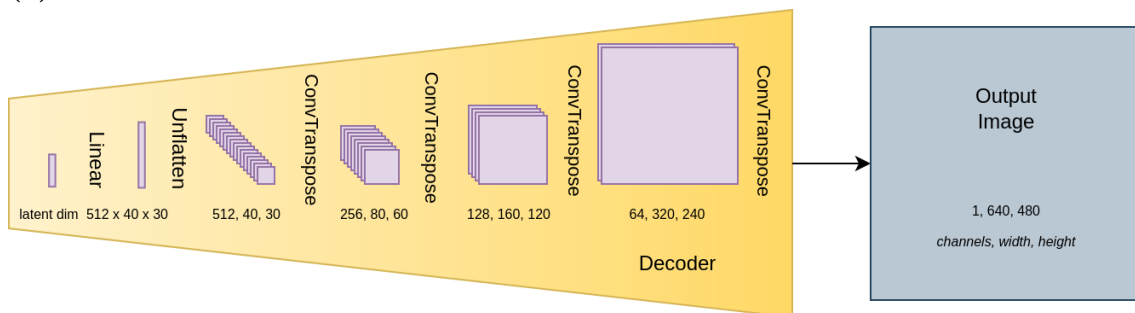 Linear
Unflatten
ConvTranspose
ConvTranspose
ConvTranspose
ConvTranspose
latent dim
512 x 40 x 30
512, 40, 30
256, 80, 60
128, 160, 120
64, 320, 240
Decoder
Output
Image
1, 640, 480
channels, width, height